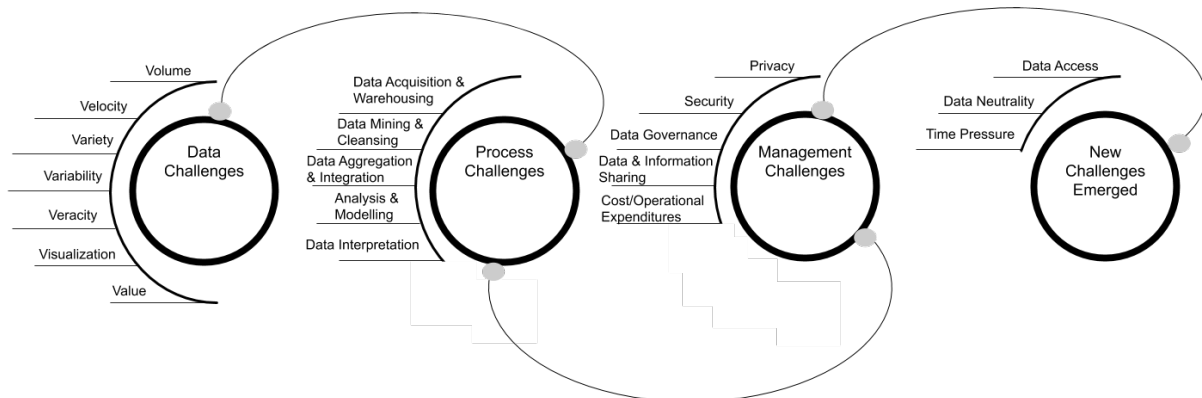 Volume
Velocity
Variety
Variability
Veracity
Visualization
Value
Data
Challenges
Data Acquisition &
Warehousing
Data Mining &
Cleansing
Data Aggregation
& Integration
Analysis &
Modelling
Data Interpretation
Process
Challenges
Privacy
Security
Data Governance
Data & Information
Sharing
Cost/Operational
Expenditures
Management
Challenges
Data Access
Data Neutrality
Time Pressure
New
Challenges
Emerged